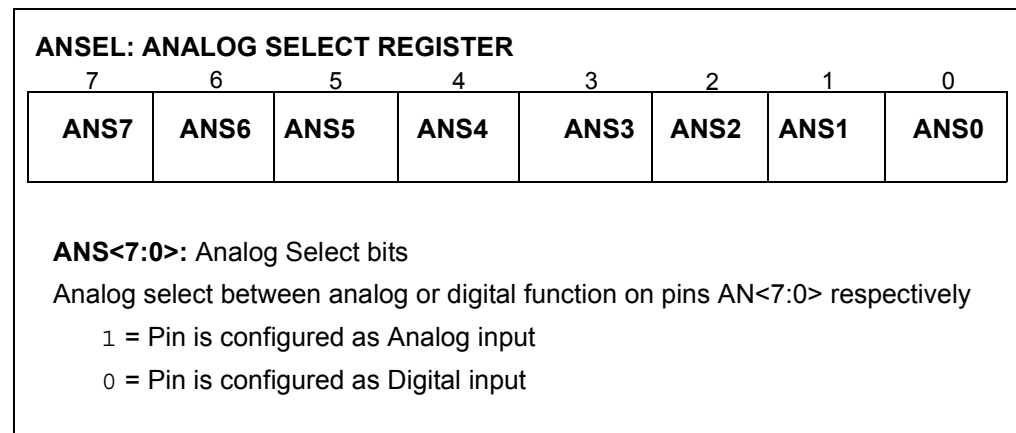 ANSEL: ANALOG SELECT REGISTER
7 6 5 4 3 2 1 0
ANS7 ANS6 ANS5 ANS4 ANS3 ANS2 ANS1 ANS0
ANS<7:0>: Analog Select bits
Analog select between analog or digital function on pins AN<7:0> respectively
1 = Pin is configured as Analog input
0 = Pin is configured as Digital input